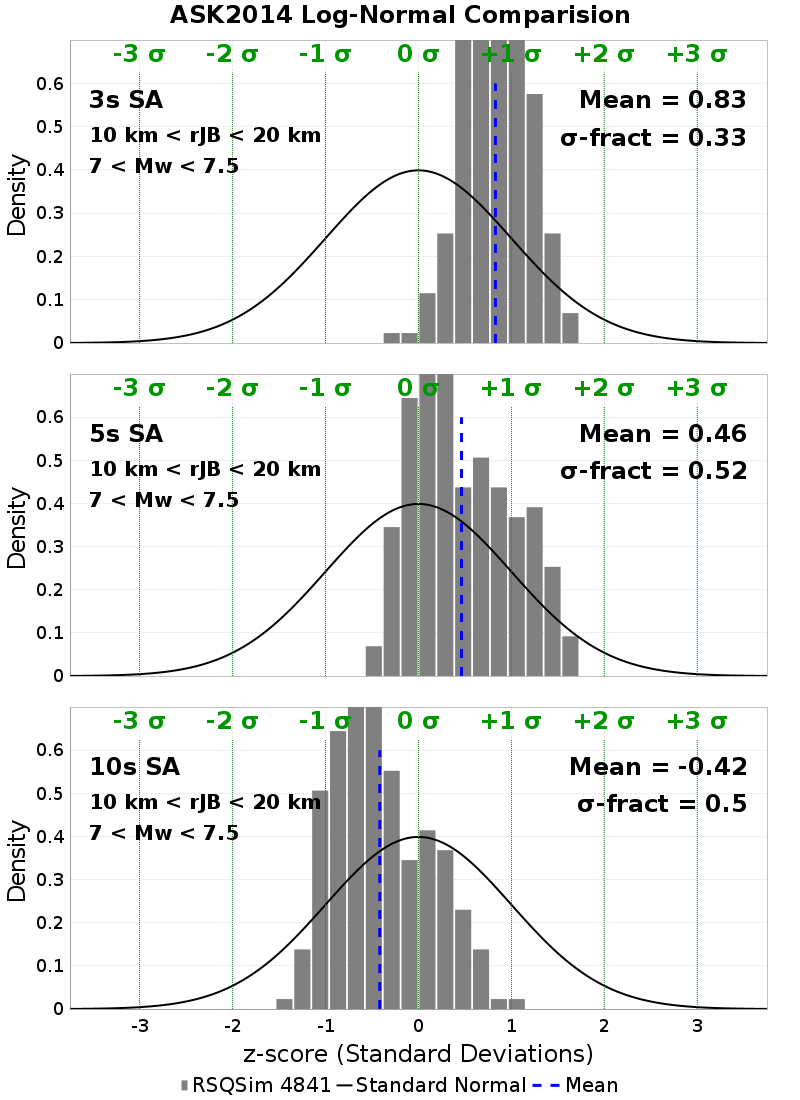 ASK2014 Log-Normal Comparision
-3 σ -2 σ -1 σ 0 σ +1 σ +2 σ +3 σ
3s SA
10 km < rJB < 20 km
7 < Mw < 7.5
Mean = 0.83
σ-fract = 0.33
Density
0.6
0.5
0.4
0.3
0.2
0.1
0
-3 σ -2 σ -1 σ 0 σ +1 σ +2 σ +3 σ
5s SA
10 km < rJB < 20 km
7 < Mw < 7.5
Mean = 0.46
σ-fract = 0.52
Density
0.6
0.5
0.4
0.3
0.2
0.1
0
-3 σ -2 σ -1 σ 0 σ +1 σ +2 σ +3 σ
10s SA
10 km < rJB < 20 km
7 < Mw < 7.5
Mean = -0.42
σ-fract = 0.5
Density
0.6
0.5
0.4
0.3
0.2
0.1
0
-3 -2 -1 0 1 2 3
z-score (Standard Deviations)
RSQSim 4841 Standard Normal Mean